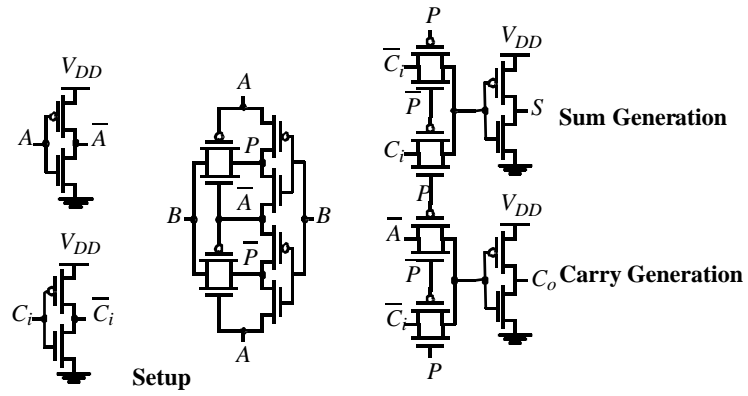 V_DD
A
A̅
V_DD
C_i
C̅_i
Setup
A
P
A̅
B
B
P̅
A
P
C̅_i
V_DD
P̅
S
Sum Generation
C_i
P
V_DD
A̅
P̅
C_o
Carry Generation
C̅_i
P